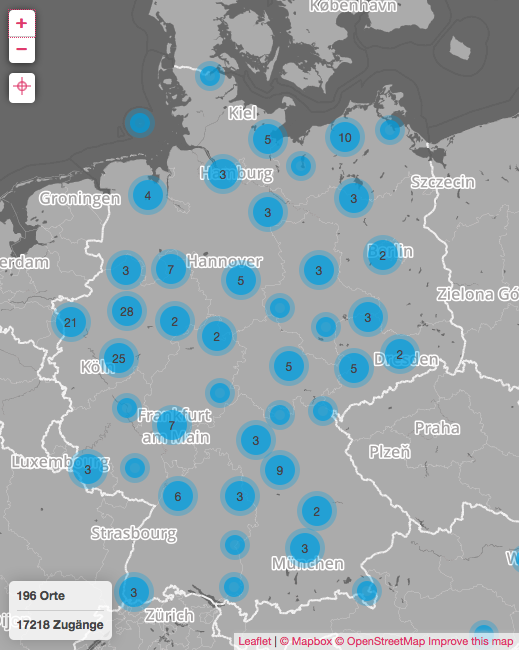 København
+
−
Kiel
5
10
3
Hamburg
4
Groningen
3
3
Szczecin
2
Berlin
erdam
3
7
Hannover
5
3
Zielona Gó
21
28
2
2
3
25
Köln
5
5
2
Dresden
Frankfurt
am Main
7
3
Praha
Plzeň
Luxembourg
3
9
6
3
2
Strasbourg
3
München
3
Zürich
196 Orte
17218 Zugänge
Leaflet | © Mapbox © OpenStreetMap Improve this map